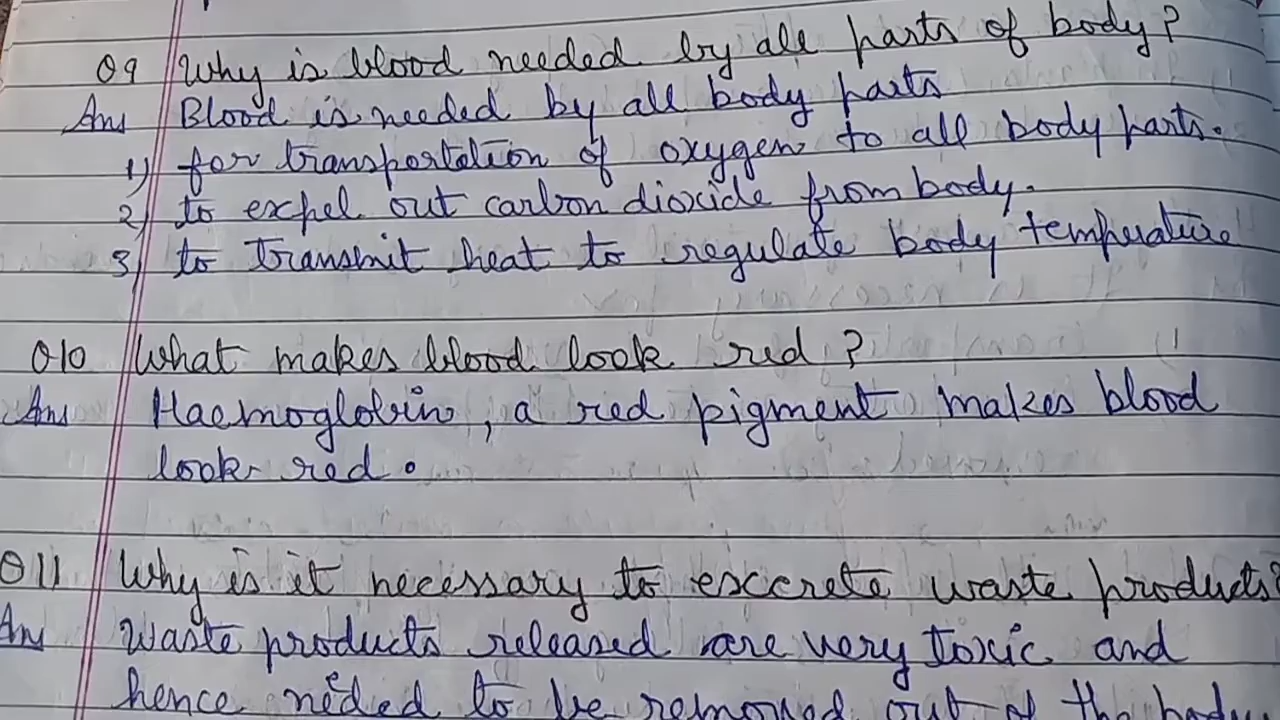 Q9 Why is blood needed by all parts of body?
Ans Blood is needed by all body parts
1) for transportation of oxygen to all body parts.
2) to expel out carbon dioxide from body.
3) to transmit heat to regulate body temperature
Q10 What makes blood look red ?
Ans Haemoglobin, a red pigment makes blood
look red.
Q11 Why is it necessary to excrete waste products?
Ans Waste products released are very toxic and
hence needed to be removed out of the body